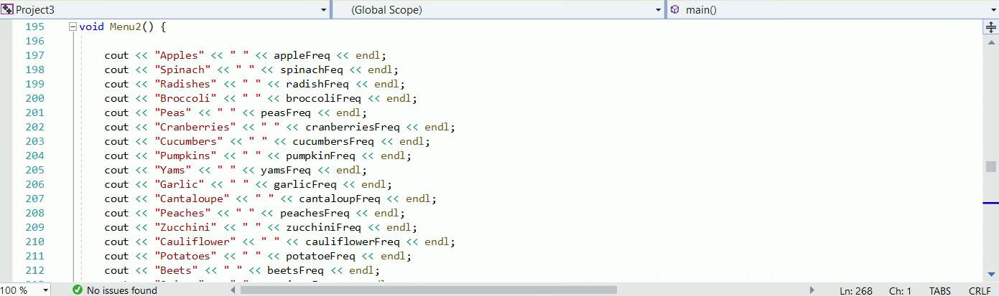 Project3 (Global Scope) main()
195 void Menu2() {
196
197 cout << "Apples" << " " << appleFreq << endl;
198 cout << "Spinach" << " " << spinachFeq << endl;
199 cout << "Radishes" << " " << radishFreq << endl;
200 cout << "Broccoli" << " " << broccoliFreq << endl;
201 cout << "Peas" << " " << peasFreq << endl;
202 cout << "Cranberries" << " " << cranberriesFreq << endl;
203 cout << "Cucumbers" << " " << cucumbersFreq << endl;
204 cout << "Pumpkins" << " " << pumpkinFreq << endl;
205 cout << "Yams" << " " << yamsFreq << endl;
206 cout << "Garlic" << " " << garlicFreq << endl;
207 cout << "Cantaloupe" << " " << cantaloupFreq << endl;
208 cout << "Peaches" << " " << peachesFreq << endl;
209 cout << "Zucchini" << " " << zucchiniFreq << endl;
210 cout << "Cauliflower" << " " << cauliflowerFreq << endl;
211 cout << "Potatoes" << " " << potatoeFreq << endl;
212 cout << "Beets" << " " << beetsFreq << endl;
100 % No issues found Ln: 268 Ch: 1 TABS CRLF